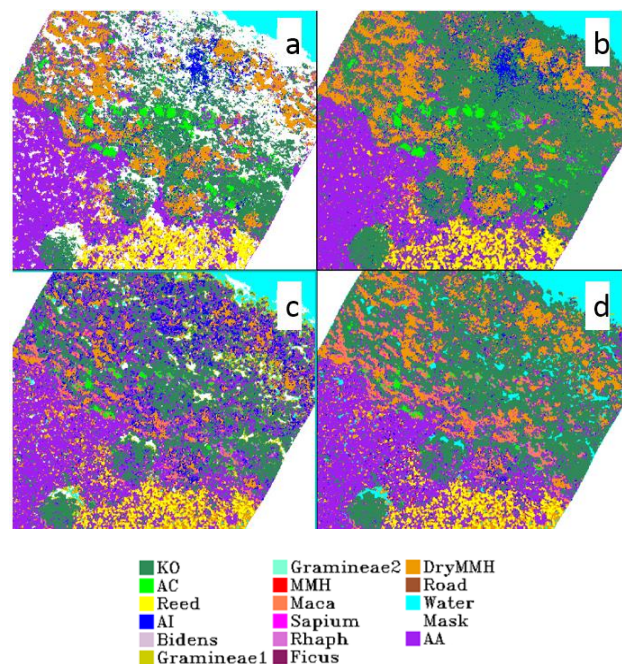 a
b
c
d
KO
AC
Reed
AI
Bidens
Gramineae1
Gramineae2
MMH
Maca
Sapium
Rhaph
Ficus
DryMMH
Road
Water
Mask
AA